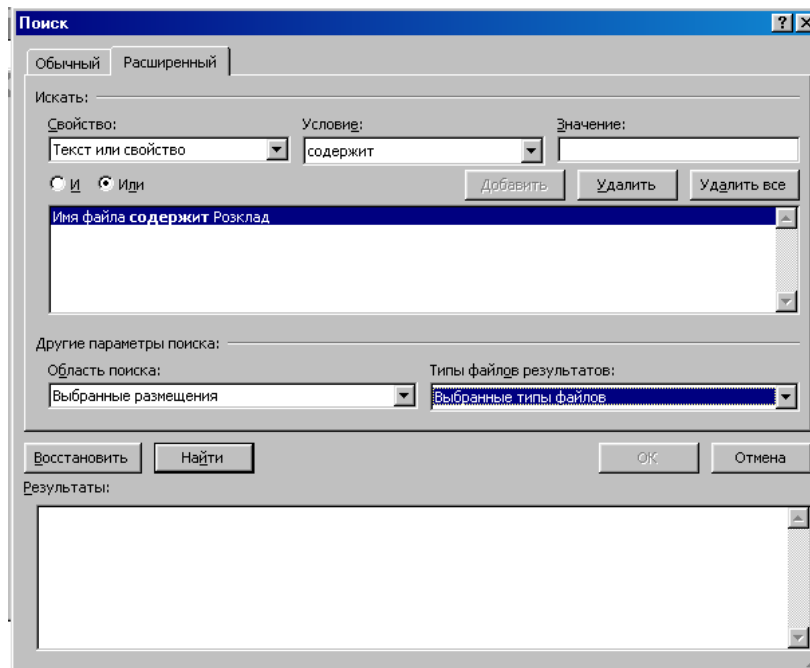 Поиск
Обычный Расширенный
Искать:
Свойство: Условие: Значение:
Текст или свойство содержит
И Или Добавить Удалить Удалить все
Имя файла содержит Розклад
Другие параметры поиска:
Область поиска: Типы файлов результатов:
Выбранные размещения Выбранные типы файлов
Восстановить Найти ОК Отмена
Результаты: